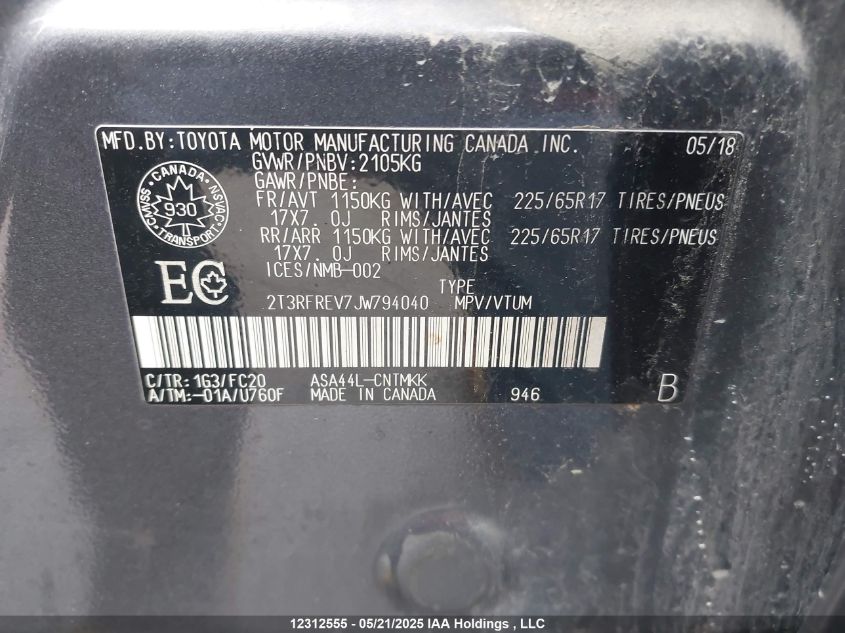 MFD.BY:TOYOTA MOTOR MANUFACTURING CANADA INC. 05/18
GVWR/PNBV:2105KG
GAWR/PNBE:
FR/AVT 1150KG WITH/AVEC 225/65R17 TIRES/PNEUS
17X7.0J RIMS/JANTES
RR/ARR 1150KG WITH/AVEC 225/65R17 TIRES/PNEUS
17X7.0J RIMS/JANTES
ICES/NMB-002
CANADA
CMVSS 930 NSVAC
TRANSPORT
EC
TYPE
2T3RFREV7JW794040 MPV/VTUM
C/TR: 1G3/FC20 ASA44L-CNTMKK
A/TM:-01A/U760F MADE IN CANADA 946 B
12312555 - 05/21/2025 IAA Holdings , LLC